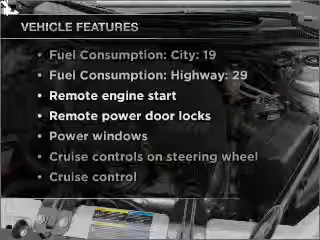 VEHICLE FEATURES
• Fuel Consumption: City: 19
• Fuel Consumption: Highway: 29
• Remote engine start
• Remote power door locks
• Power windows
• Cruise controls on steering wheel
• Cruise control